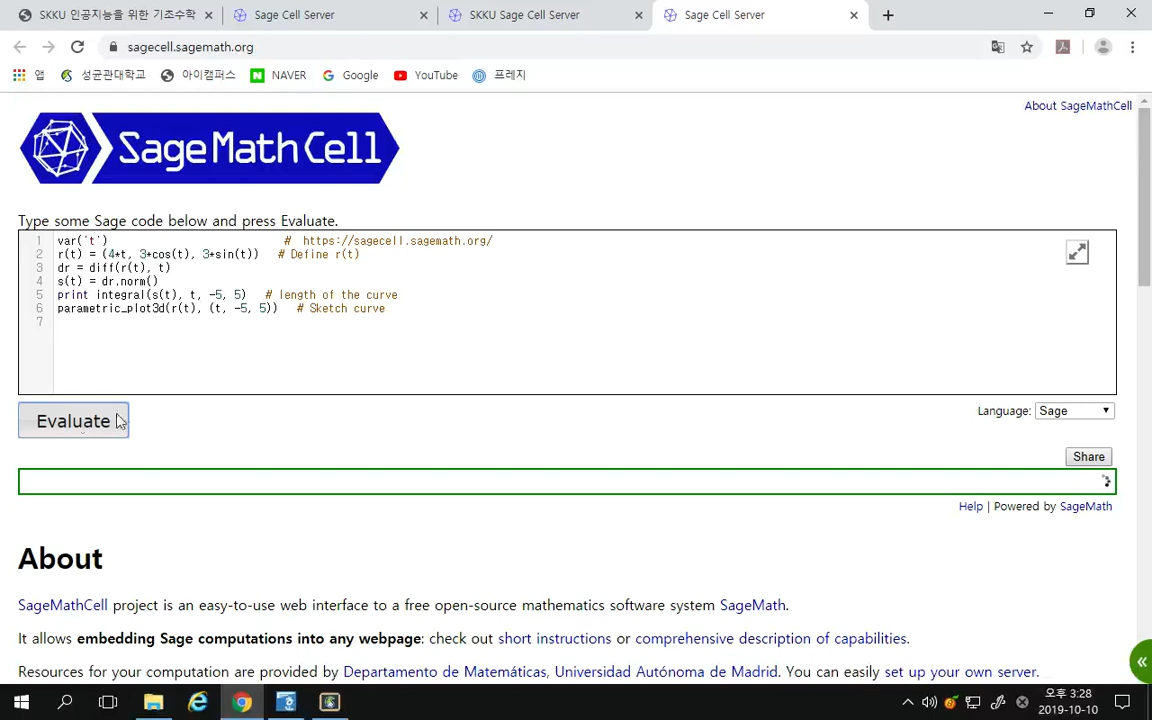 SKKU 인공지능을 위한 기초수학
Sage Cell Server
SKKU Sage Cell Server
Sage Cell Server
sagecell.sagemath.org
앱
성균관대학교
아이캠퍼스
NAVER
Google
YouTube
프레지
About SageMathCell
SageMathCell
Type some Sage code below and press Evaluate.
1 var('t') # https://sagecell.sagemath.org/
2 r(t) = (4*t, 3*cos(t), 3*sin(t)) # Define r(t)
3 dr = diff(r(t), t)
4 s(t) = dr.norm()
5 print integral(s(t), t, -5, 5) # length of the curve
6 parametric_plot3d(r(t), (t, -5, 5)) # Sketch curve
7
Evaluate
Language: Sage
Share
Help | Powered by SageMath
About
SageMathCell project is an easy-to-use web interface to a free open-source mathematics software system SageMath.
It allows embedding Sage computations into any webpage: check out short instructions or comprehensive description of capabilities.
Resources for your computation are provided by Departamento de Matemáticas, Universidad Autónoma de Madrid. You can easily set up your own server.
오후 3:28
2019-10-10